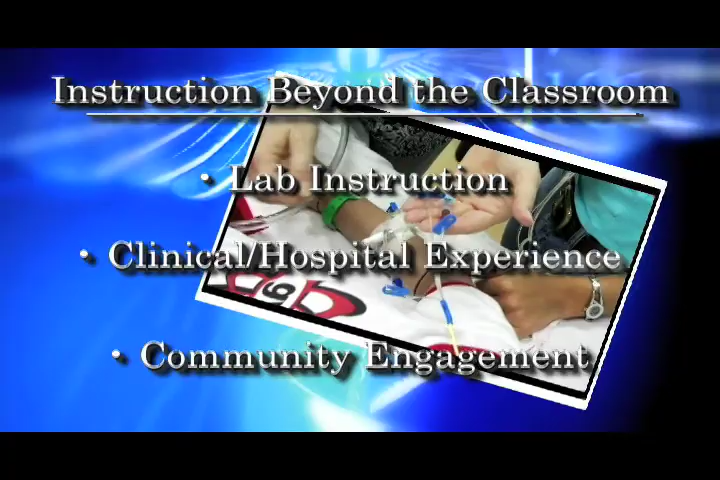 Instruction Beyond the Classroom
• Lab Instruction
• Clinical/Hospital Experience
• Community Engagement